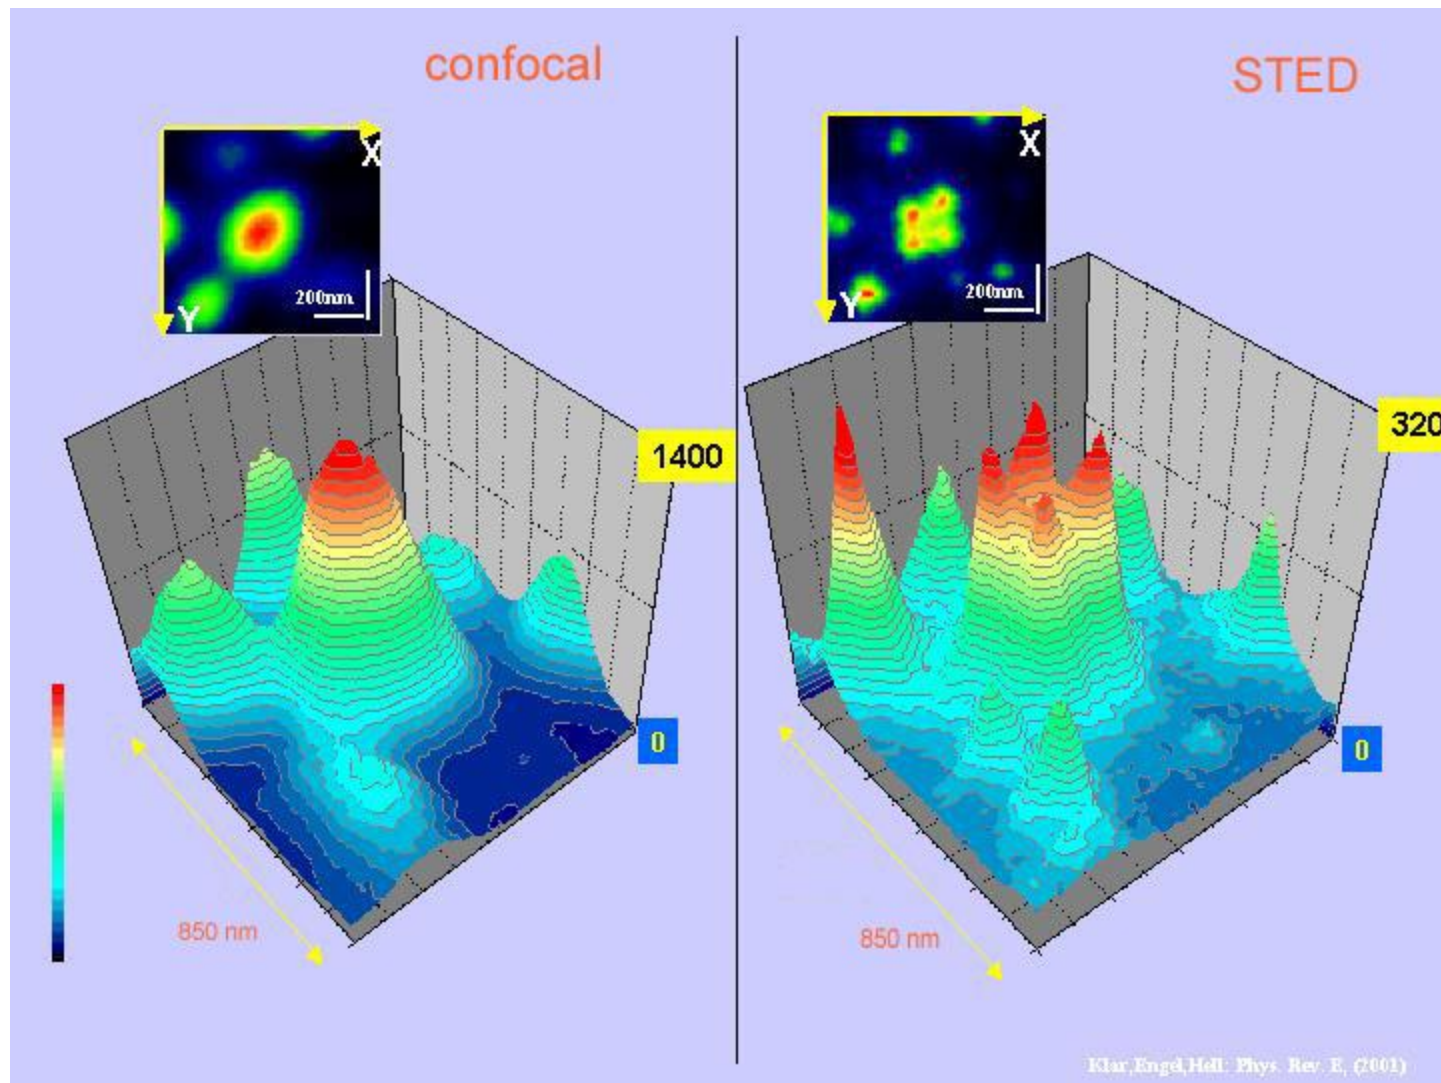 confocal
X
Y
200nm
1400
0
850 nm
STED
X
Y
200nm
320
0
850 nm
Klar,Engel,Hell: Phys. Rev. E, (2001)